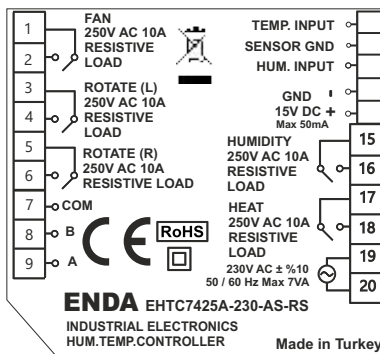 1
2
3
4
5
6
7
8
9
FAN
250V AC 10A
RESISTIVE
LOAD
ROTATE (L)
250V AC 10A
RESISTIVE
LOAD
ROTATE (R)
250V AC 10A
RESISTIVE LOAD
COM
B
A
CE
RoHS
TEMP. INPUT
SENSOR GND
HUM. INPUT
GND -
15V DC +
Max 50mA
HUMIDITY
250V AC 10A
RESISTIVE
LOAD
HEAT
250V AC 10A
RESISTIVE
LOAD
230V AC ± %10
50 / 60 Hz Max 7VA
15
16
17
18
19
20
ENDA EHTC7425A-230-AS-RS
INDUSTRIAL ELECTRONICS
HUM.TEMP.CONTROLLER
Made in Turkey